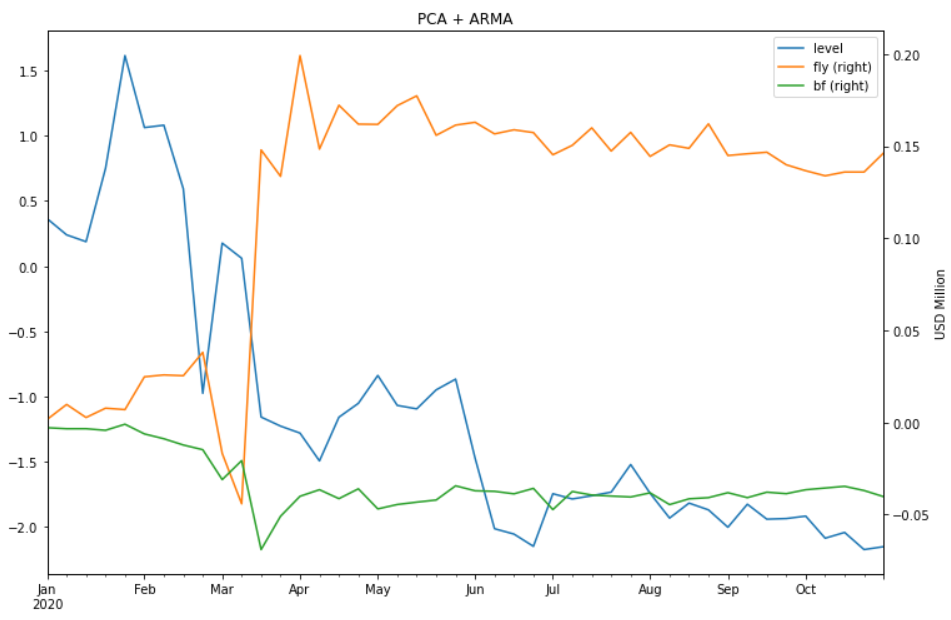 PCA + ARMA
level
fly (right)
bf (right)
1.5
1.0
0.5
0.0
−0.5
−1.0
−1.5
−2.0
0.20
0.15
0.10
0.05
0.00
−0.05
USD Million
Jan Feb Mar Apr May Jun Jul Aug Sep Oct
2020